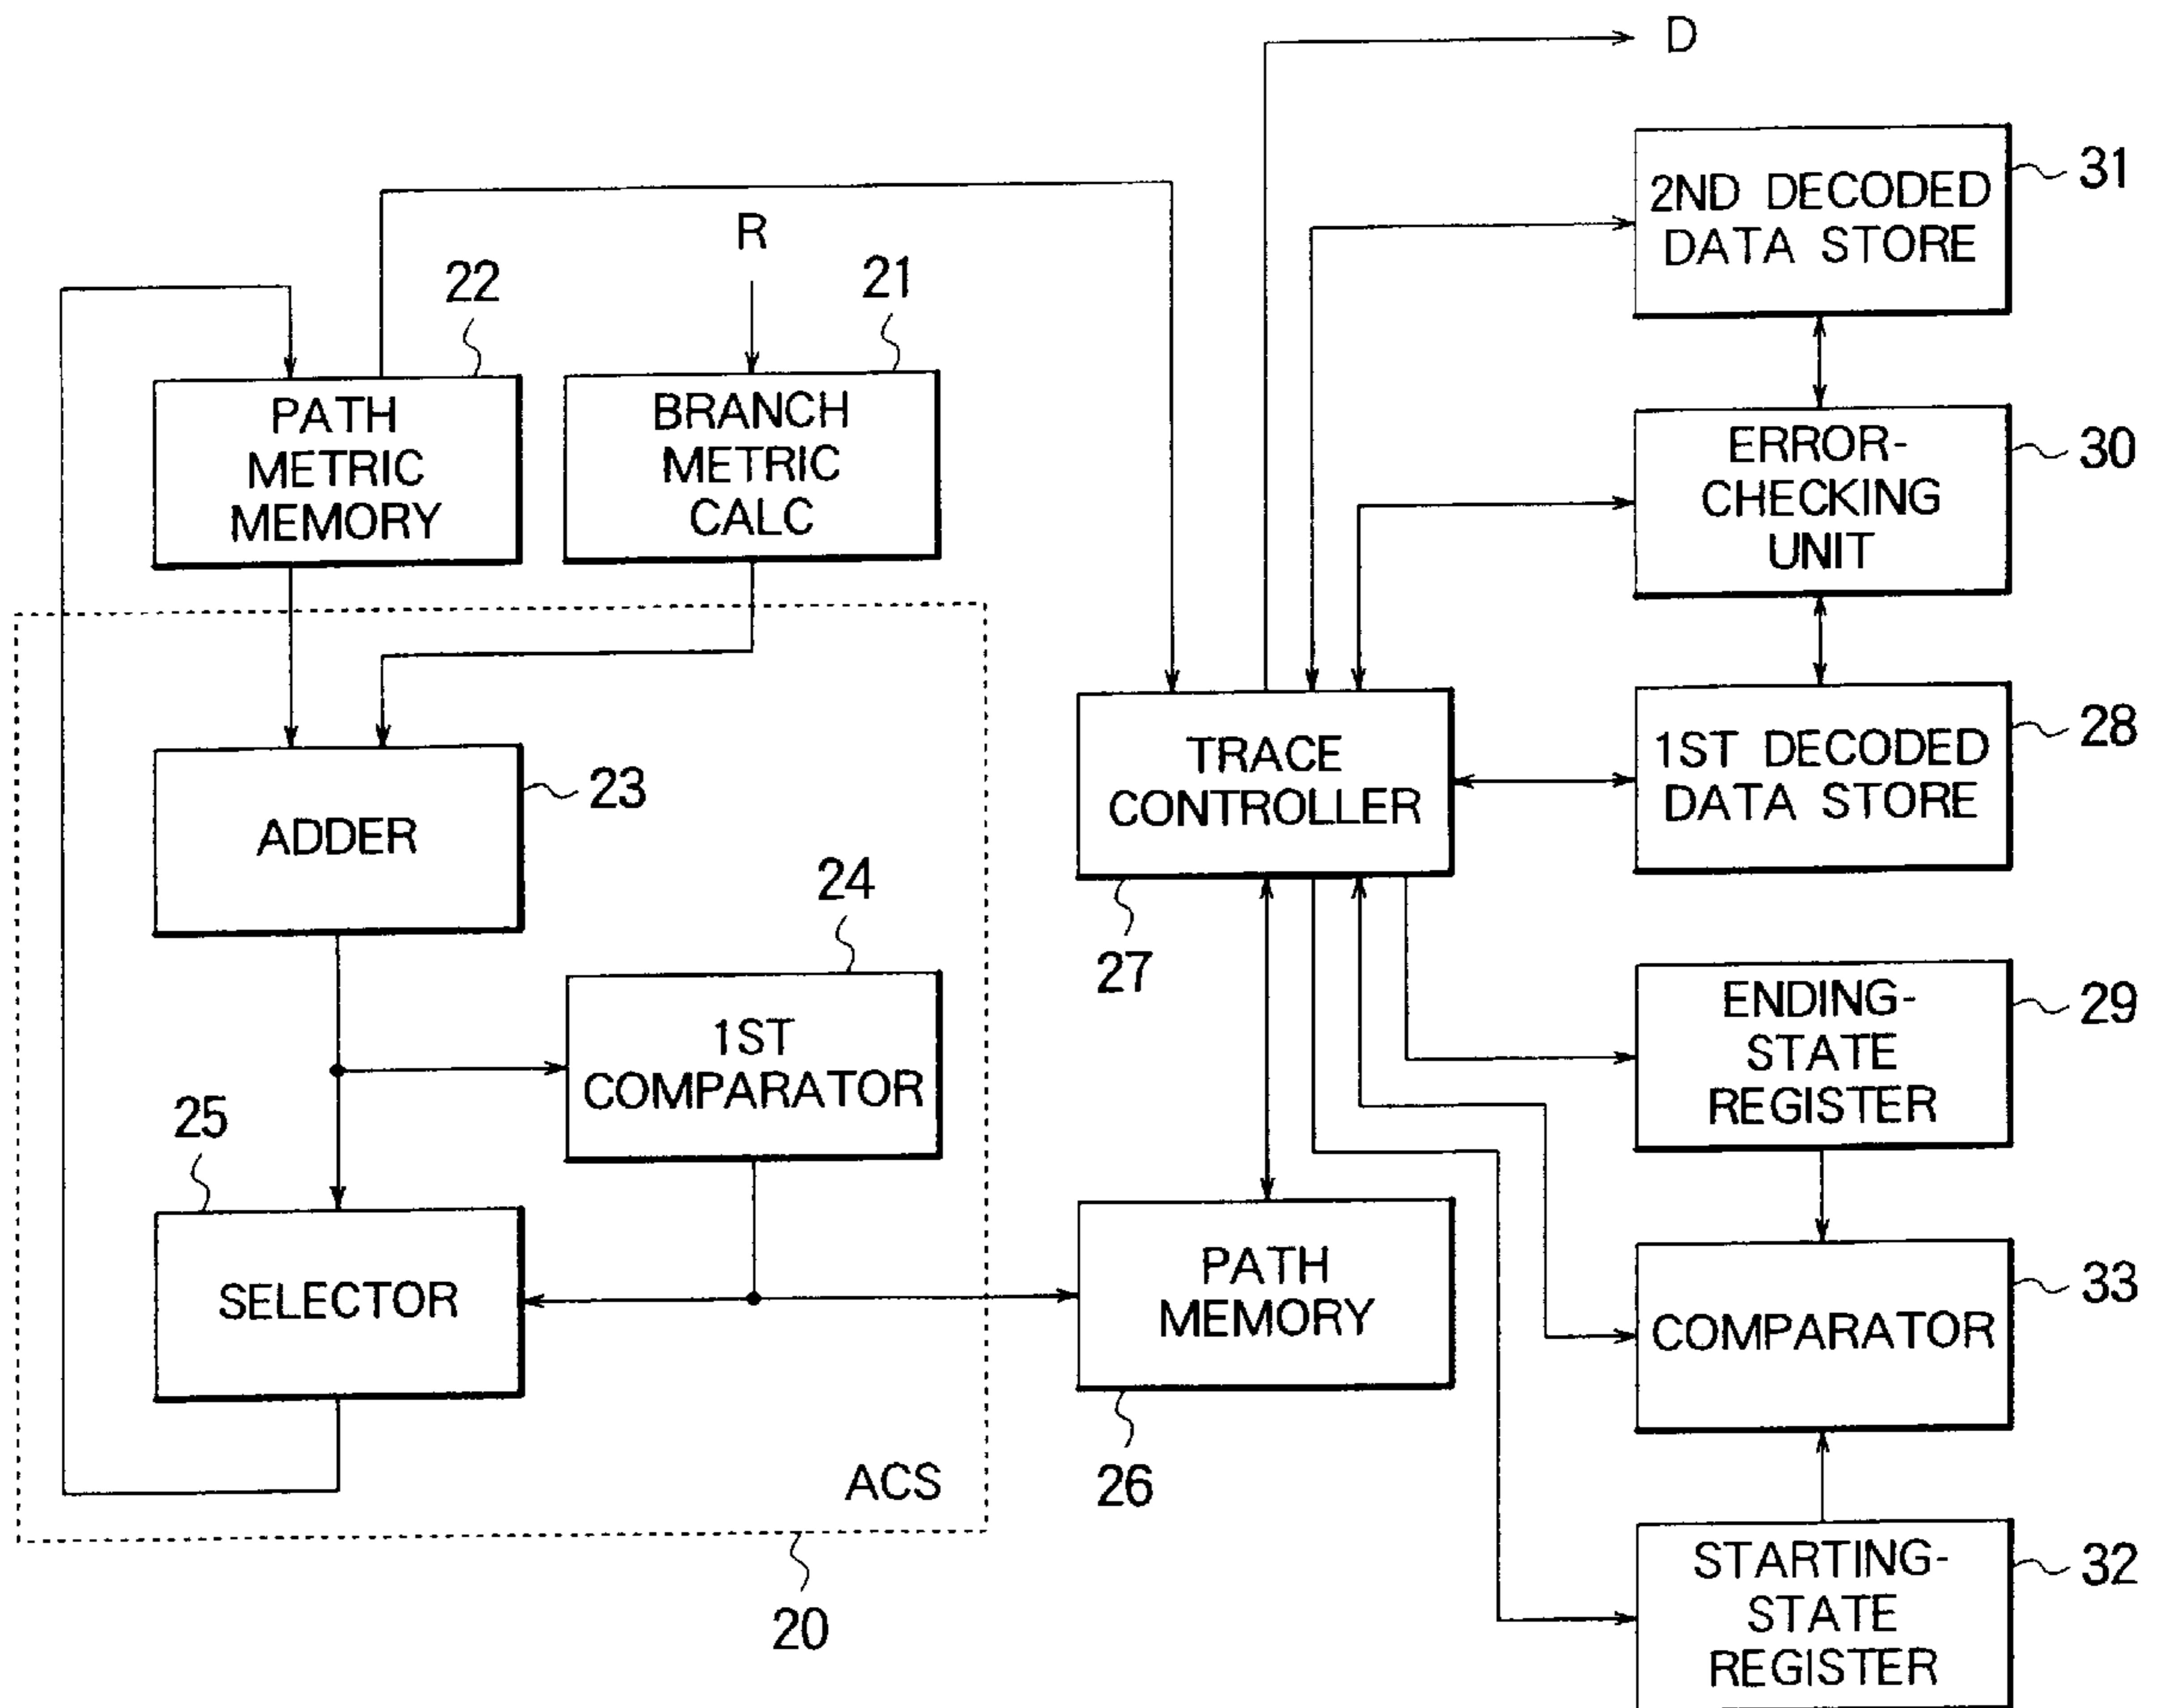 D
31
2ND DECODED
DATA STORE
R
22
21
PATH
METRIC
MEMORY
BRANCH
METRIC
CALC
ERROR-
CHECKING
UNIT
30
TRACE
CONTROLLER
27
1ST DECODED
DATA STORE
28
ADDER
23
24
1ST
COMPARATOR
25
SELECTOR
ACS
20
PATH
MEMORY
26
ENDING-
STATE
REGISTER
29
COMPARATOR
33
STARTING-
STATE
REGISTER
32